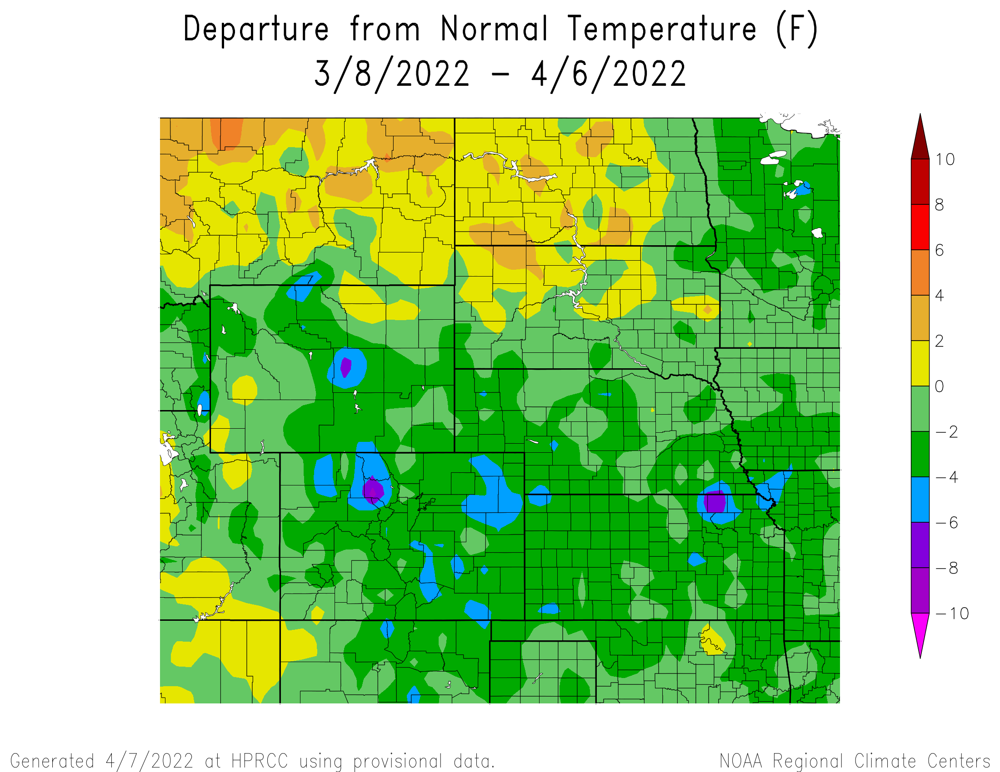 Departure from Normal Temperature (F)
3/8/2022 – 4/6/2022
10
8
6
4
2
0
−2
−4
−6
−8
−10
Generated 4/7/2022 at HPRCC using provisional data.
NOAA Regional Climate Centers